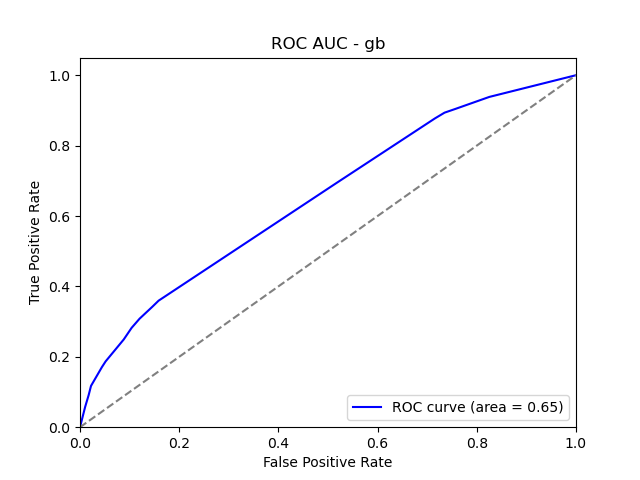 ROC AUC - gb
True Positive Rate
1.0
0.8
0.6
0.4
0.2
0.0
ROC curve (area = 0.65)
0.0 0.2 0.4 0.6 0.8 1.0
False Positive Rate